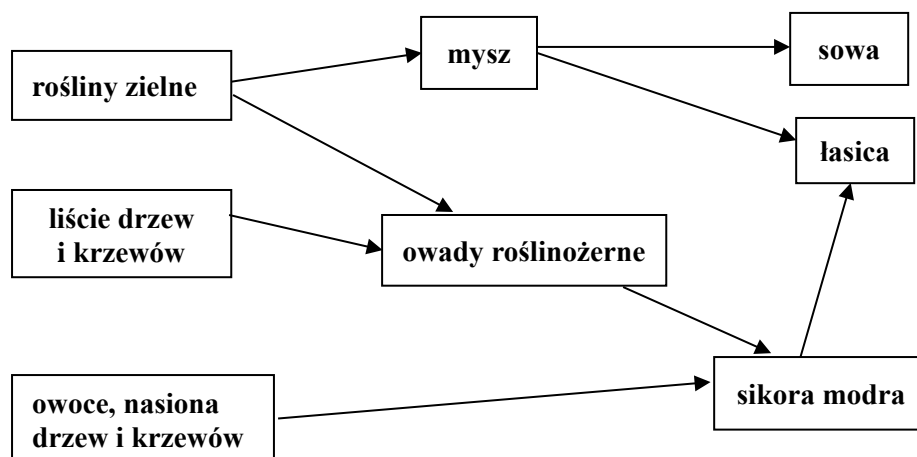 rośliny zielne
mysz
sowa
łasica
liście drzew
i krzewów
owady roślinożerne
owoce, nasiona
drzew i krzewów
sikora modra